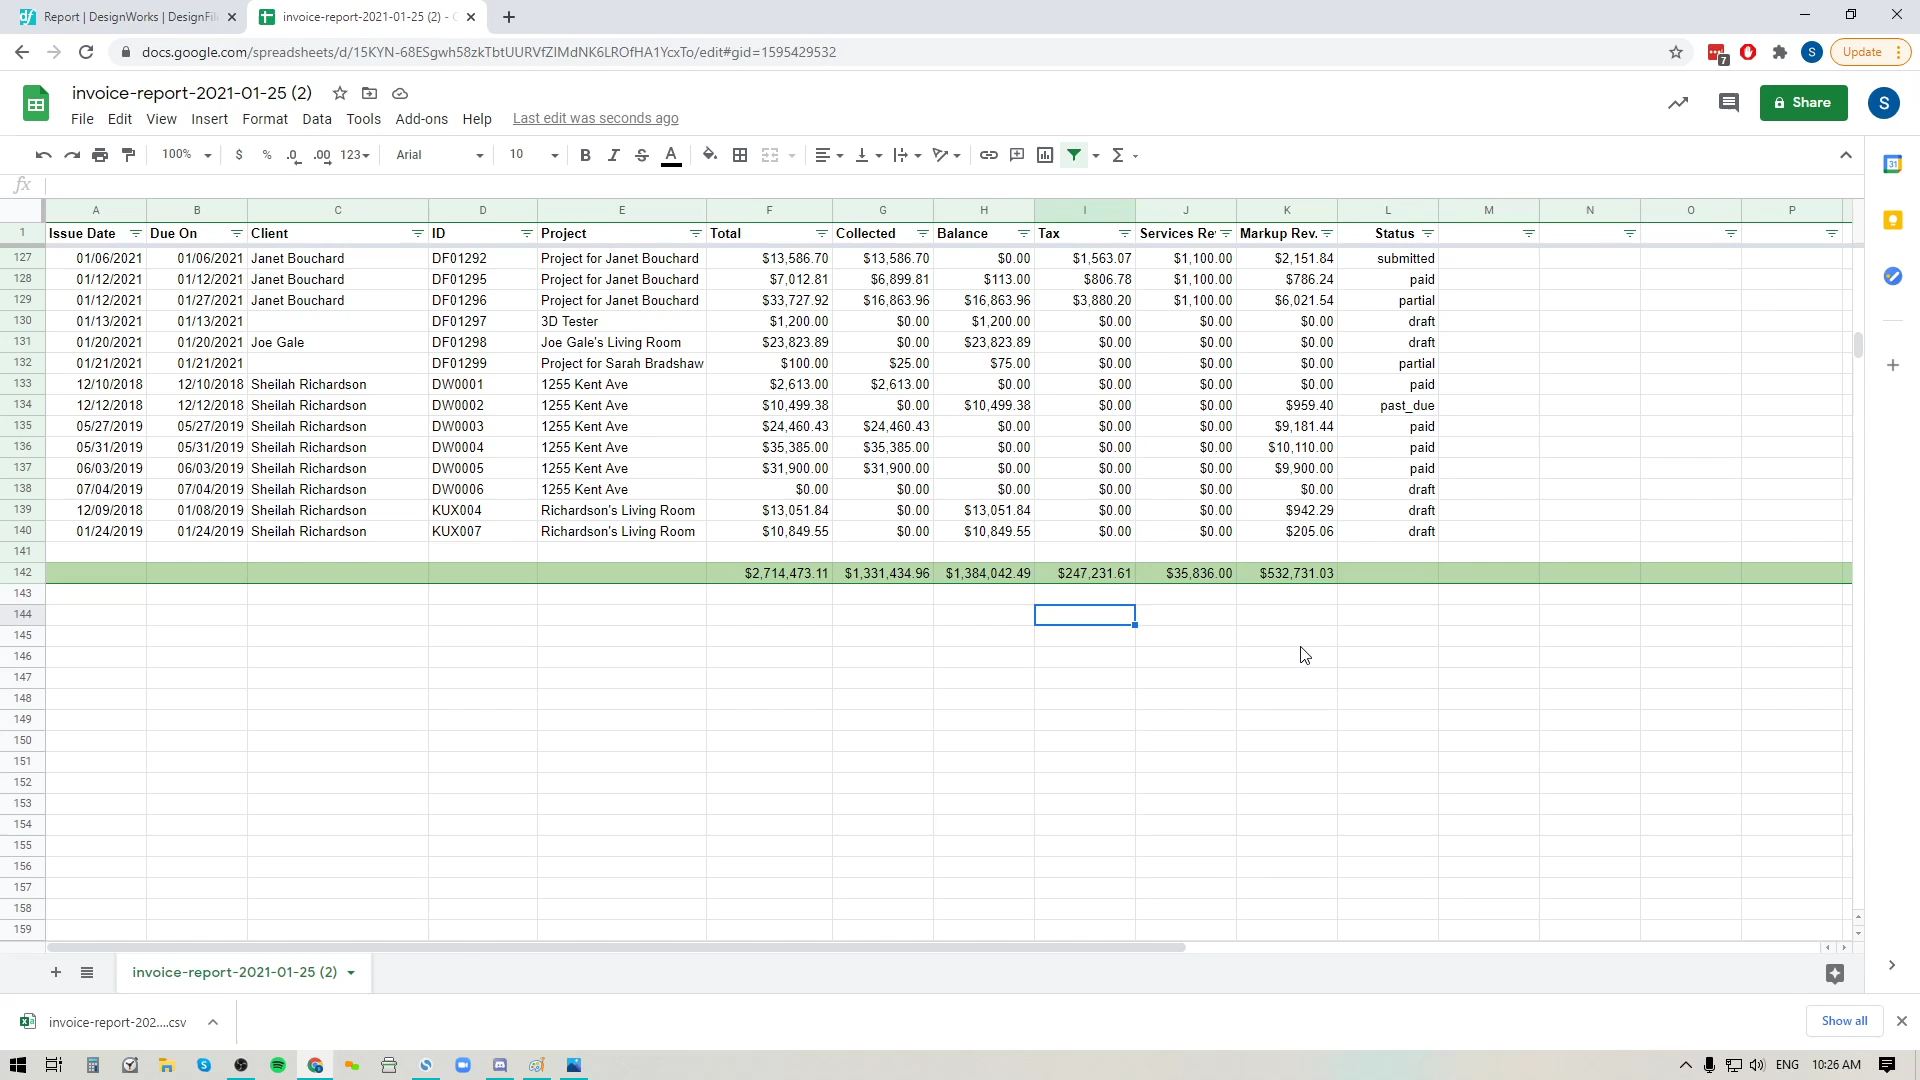 Report | DesignWorks | DesignFil
invoice-report-2021-01-25 (2) - G
docs.google.com/spreadsheets/d/15KYN-68ESgwh58zkTbtUURVfZIMdNK6LROfHA1YcxTo/edit#gid=1595429532
7
S
Update
invoice-report-2021-01-25 (2)
File Edit View Insert Format Data Tools Add-ons Help Last edit was seconds ago
Share
S
100% $ % .0 .00 123 Arial 10 B I S A Σ
31
fx
A B C D E F G H I J K L M N O P
1 Issue Date Due On Client ID Project Total Collected Balance Tax Services Re Markup Rev. Status
127 01/06/2021 01/06/2021 Janet Bouchard DF01292 Project for Janet Bouchard $13,586.70 $13,586.70 $0.00 $1,563.07 $1,100.00 $2,151.84 submitted
128 01/12/2021 01/12/2021 Janet Bouchard DF01295 Project for Janet Bouchard $7,012.81 $6,899.81 $113.00 $806.78 $1,100.00 $786.24 paid
129 01/12/2021 01/27/2021 Janet Bouchard DF01296 Project for Janet Bouchard $33,727.92 $16,863.96 $16,863.96 $3,880.20 $1,100.00 $6,021.54 partial
130 01/13/2021 01/13/2021 DF01297 3D Tester $1,200.00 $0.00 $1,200.00 $0.00 $0.00 $0.00 draft
131 01/20/2021 01/20/2021 Joe Gale DF01298 Joe Gale's Living Room $23,823.89 $0.00 $23,823.89 $0.00 $0.00 $0.00 draft
132 01/21/2021 01/21/2021 DF01299 Project for Sarah Bradshaw $100.00 $25.00 $75.00 $0.00 $0.00 $0.00 partial
133 12/10/2018 12/10/2018 Sheilah Richardson DW0001 1255 Kent Ave $2,613.00 $2,613.00 $0.00 $0.00 $0.00 $0.00 paid
134 12/12/2018 12/12/2018 Sheilah Richardson DW0002 1255 Kent Ave $10,499.38 $0.00 $10,499.38 $0.00 $0.00 $959.40 past_due
135 05/27/2019 05/27/2019 Sheilah Richardson DW0003 1255 Kent Ave $24,460.43 $24,460.43 $0.00 $0.00 $0.00 $9,181.44 paid
136 05/31/2019 05/31/2019 Sheilah Richardson DW0004 1255 Kent Ave $35,385.00 $35,385.00 $0.00 $0.00 $0.00 $10,110.00 paid
137 06/03/2019 06/03/2019 Sheilah Richardson DW0005 1255 Kent Ave $31,900.00 $31,900.00 $0.00 $0.00 $0.00 $9,900.00 paid
138 07/04/2019 07/04/2019 Sheilah Richardson DW0006 1255 Kent Ave $0.00 $0.00 $0.00 $0.00 $0.00 $0.00 draft
139 12/09/2018 01/08/2019 Sheilah Richardson KUX004 Richardson's Living Room $13,051.84 $0.00 $13,051.84 $0.00 $0.00 $942.29 draft
140 01/24/2019 01/24/2019 Sheilah Richardson KUX007 Richardson's Living Room $10,849.55 $0.00 $10,849.55 $0.00 $0.00 $205.06 draft
141
142 $2,714,473.11 $1,331,434.96 $1,384,042.49 $247,231.61 $35,836.00 $532,731.03
143
144
145
146
147
148
149
150
151
152
153
154
155
156
157
158
159
invoice-report-2021-01-25 (2)
invoice-report-202....csv
Show all
ENG 10:26 AM